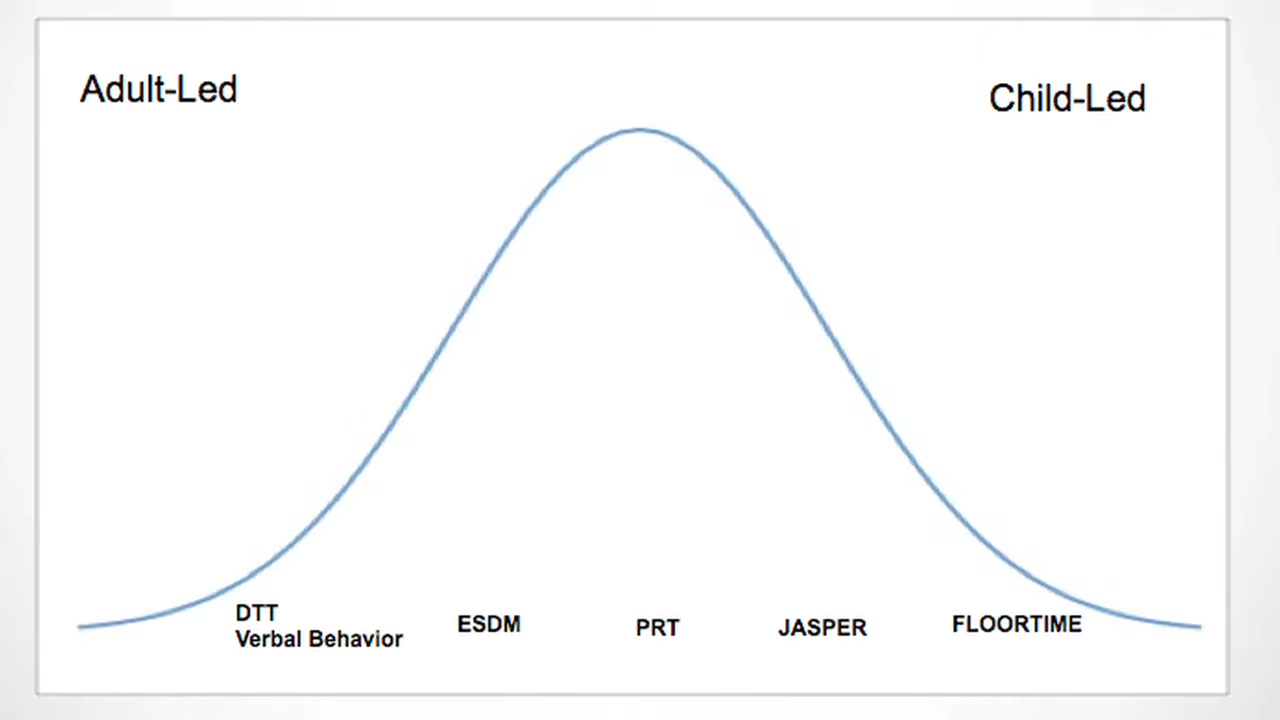 Adult-Led
Child-Led
DTT
Verbal Behavior
ESDM
PRT
JASPER
FLOORTIME